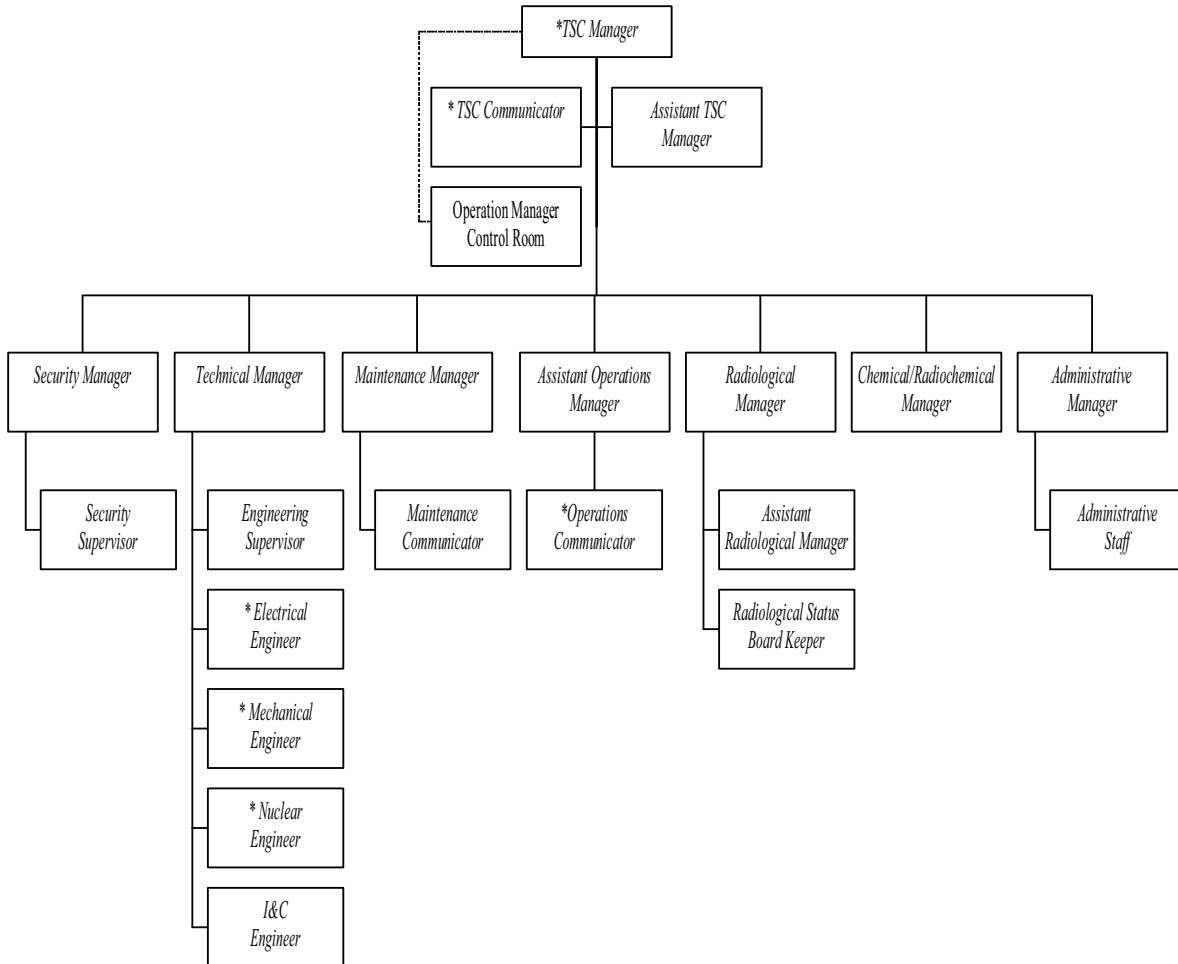 *TSC Manager
* TSC Communicator
Assistant TSC
Manager
Operation Manager
Control Room
Security Manager
Technical Manager
Maintenance Manager
Assistant Operations
Manager
Radiological
Manager
Chemical/Radiochemical
Manager
Administrative
Manager
Security
Supervisor
Engineering
Supervisor
Maintenance
Communicator
*Operations
Communicator
Assistant
Radiological Manager
Administrative
Staff
* Electrical
Engineer
Radiological Status
Board Keeper
* Mechanical
Engineer
* Nuclear
Engineer
I&C
Engineer